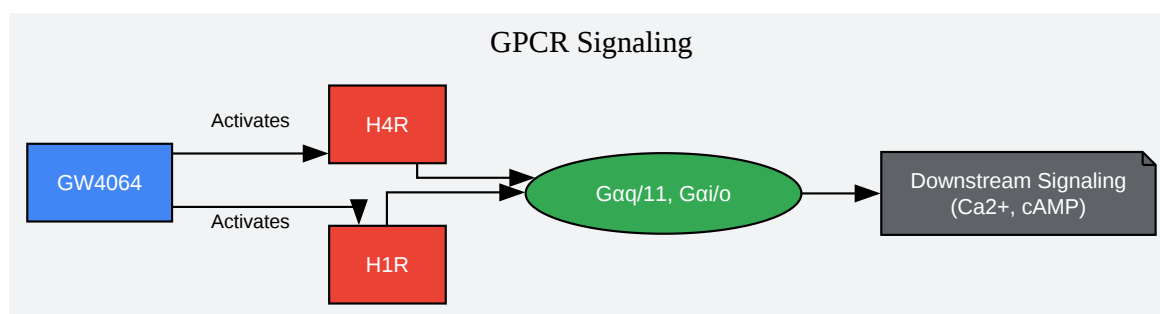 GPCR Signaling
Activates
H4R
GW4064
Activates
H1R
Gαq/11, Gαi/o
Downstream Signaling
(Ca2+, cAMP)